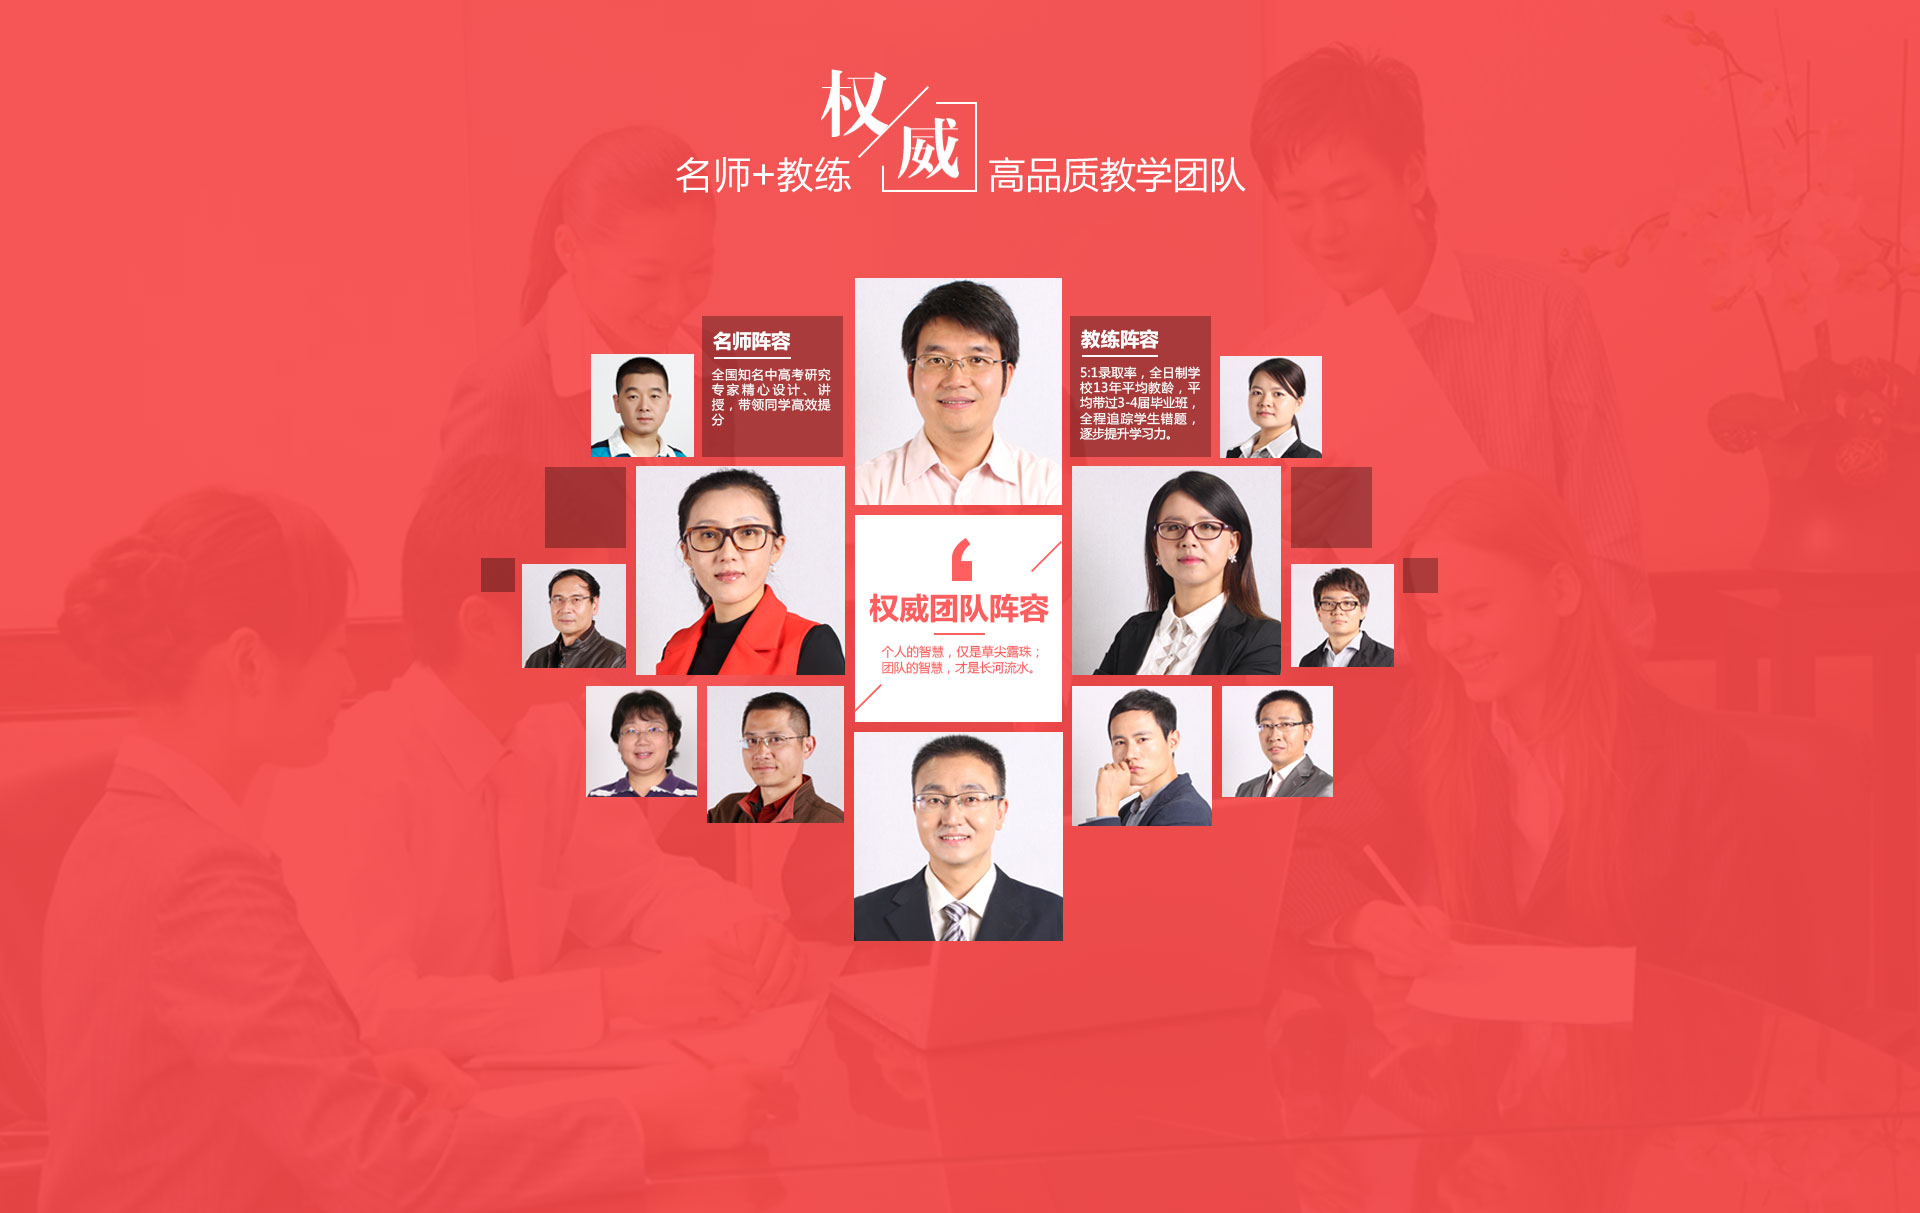 权威
名师+教练
高品质教学团队
名师阵容
全国知名中高考研究
专家精心设计、讲
授，带领同学高效提
分
教练阵容
5:1录取率，全日制学
校13年平均教龄，平
均带过3-4届毕业班，
全程追踪学生错题，
逐步提升学习力。
权威团队阵容
个人的智慧，仅是草尖露珠；
团队的智慧，才是长河流水。